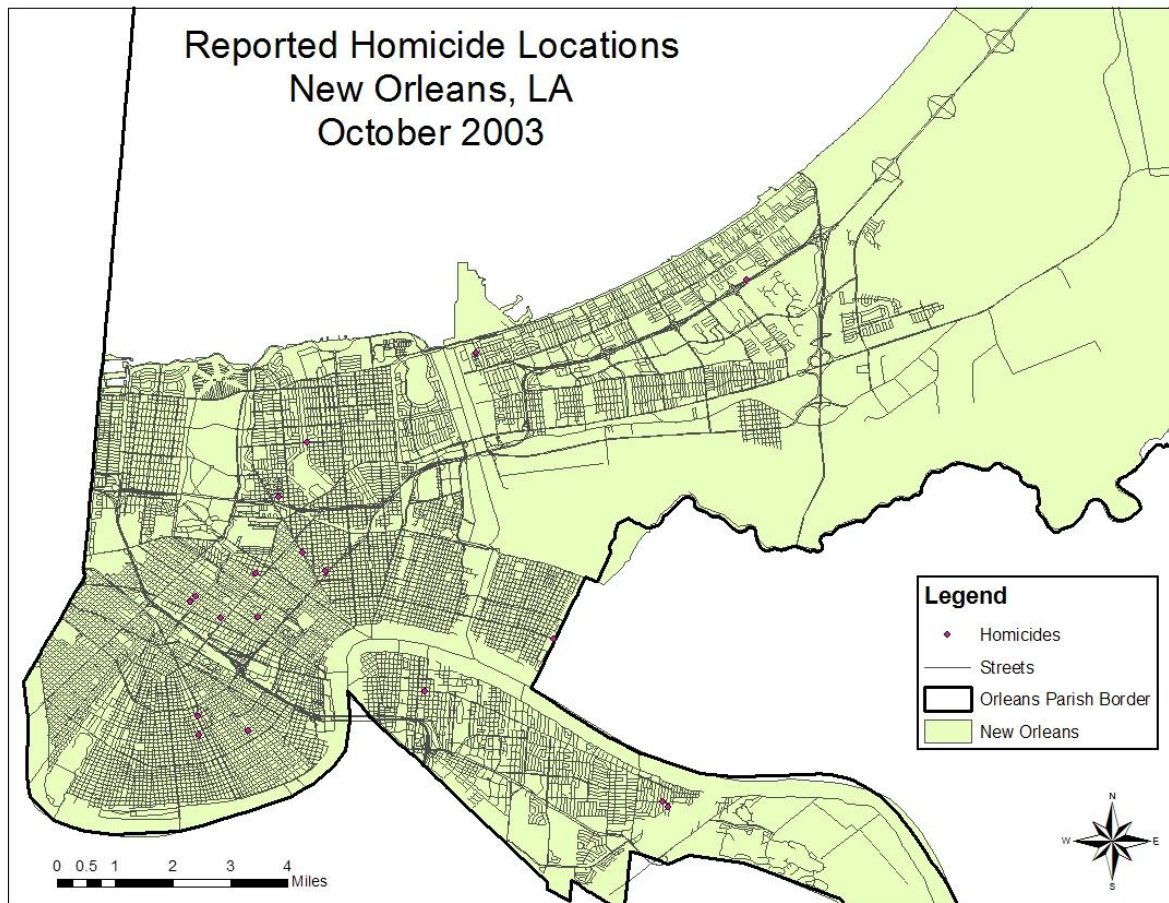 Reported Homicide Locations
New Orleans, LA
October 2003
Legend
Homicides
Streets
Orleans Parish Border
New Orleans
0 0.5 1 2 3 4
Miles
N
W E
S